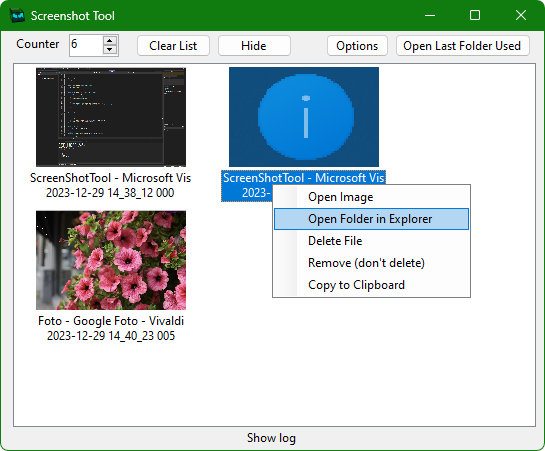 Screenshot Tool
Counter 6 Clear List Hide Options Open Last Folder Used
ScreenShotTool - Microsoft Vis
2023-12-29 14_38_12 000
ScreenShotTool - Microsoft Vis
2023-
Open Image
Open Folder in Explorer
Delete File
Remove (don't delete)
Copy to Clipboard
Foto - Google Foto - Vivaldi
2023-12-29 14_40_23 005
Show log